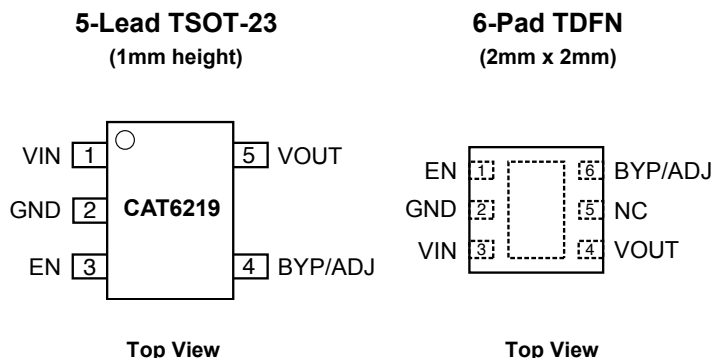 5-Lead TSOT-23
(1mm height)
VIN 1
5 VOUT
GND 2
CAT6219
EN 3
4 BYP/ADJ
Top View
6-Pad TDFN
(2mm x 2mm)
EN 1
6 BYP/ADJ
GND 2
5 NC
VIN 3
4 VOUT
Top View